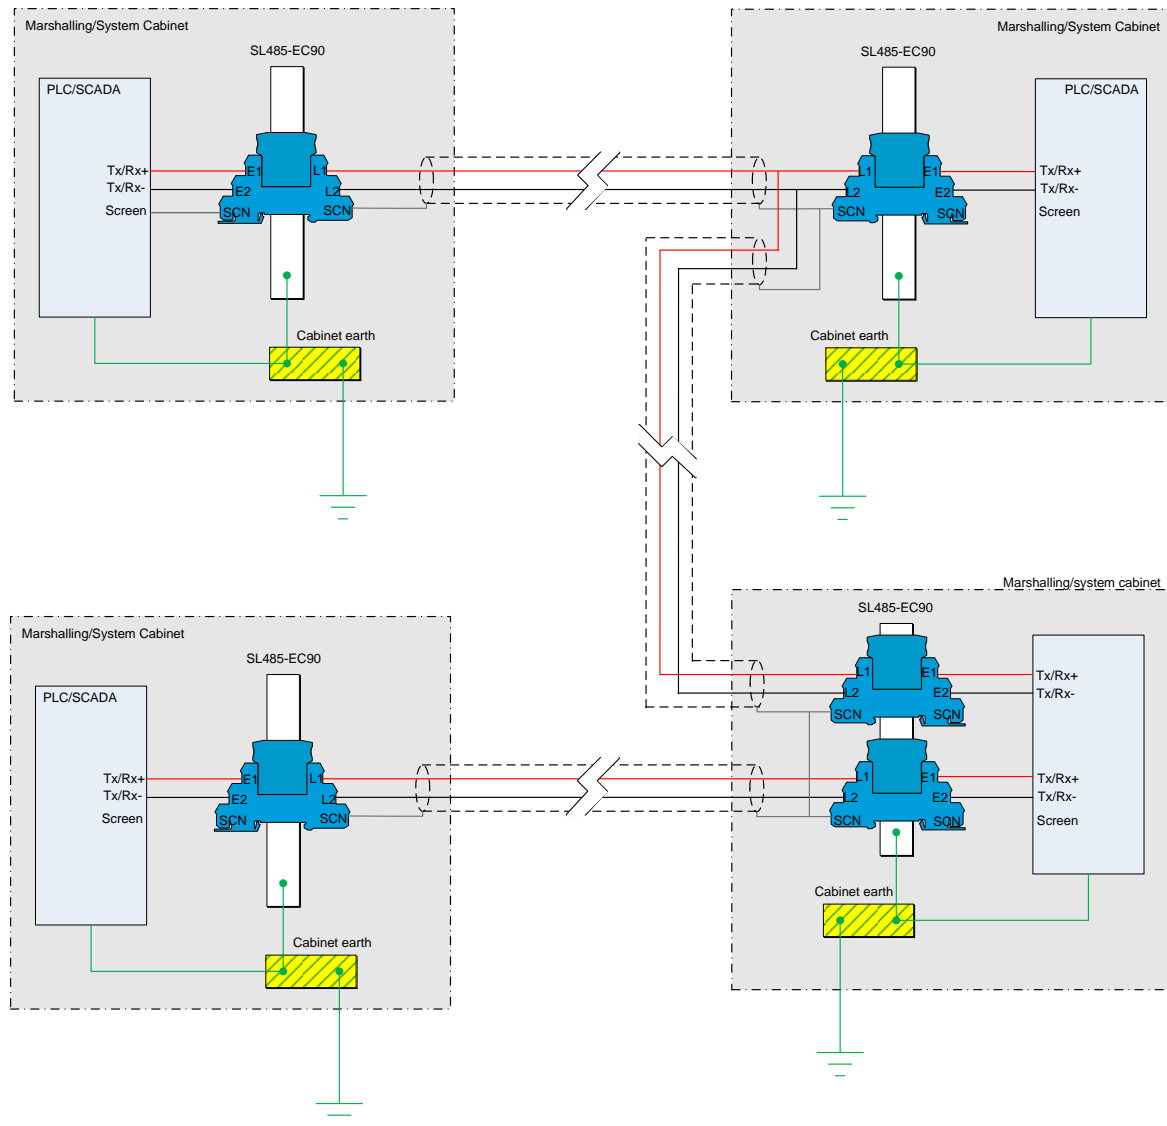 Marshalling/System Cabinet
SL485-EC90
PLC/SCADA
Tx/Rx+
Tx/Rx-
Screen
E1
E2
SCN
L1
L2
SCN
Cabinet earth
Marshalling/System Cabinet
SL485-EC90
PLC/SCADA
L1
L2
SCN
E1
E2
SCN
Tx/Rx+
Tx/Rx-
Screen
Cabinet earth
Marshalling/System Cabinet
SL485-EC90
PLC/SCADA
Tx/Rx+
Tx/Rx-
Screen
E1
E2
SCN
L1
L2
SCN
Cabinet earth
Marshalling/system cabinet
SL485-EC90
L1
L2
SCN
E1
E2
SCN
Tx/Rx+
Tx/Rx-
L1
L2
SCN
E1
E2
SCN
Tx/Rx+
Tx/Rx-
Screen
Cabinet earth